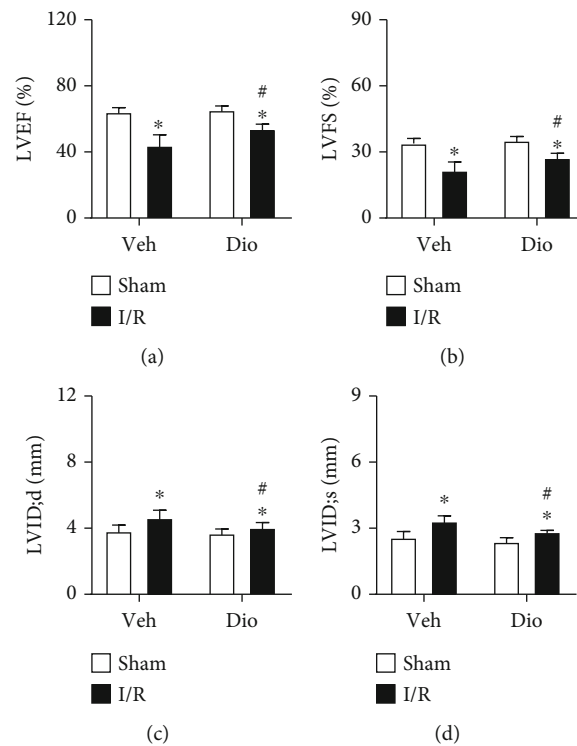 120
80
40
0
LVEF (%)
*
#
*
Veh
Dio
Sham
I/R
(a)
90
60
30
0
LVFS (%)
*
#
*
Veh
Dio
Sham
I/R
(b)
12
8
4
0
LVID;d (mm)
*
#
*
Veh
Dio
Sham
I/R
(c)
9
6
3
0
LVID;s (mm)
*
#
*
Veh
Dio
Sham
I/R
(d)